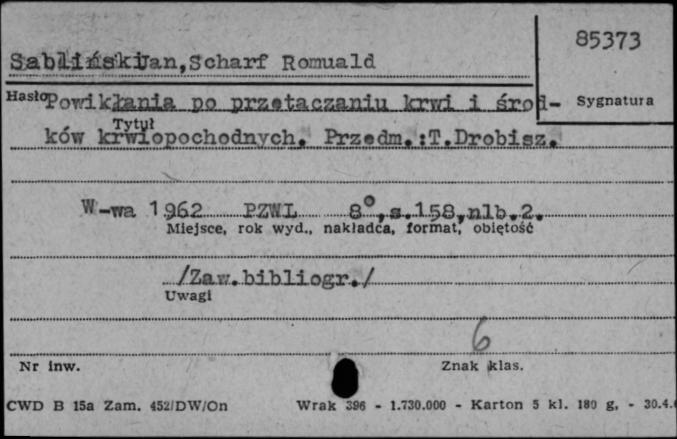 85373
Sabliński Jan, Scharf Romuald
Hasło Powikłania po przetaczaniu krwi i środ- Sygnatura
Tytuł
ków krwiopochodnych. Przedm.: T. Drobisz.
W-wa 1962 PZWL 8°, s. 158, nlb. 2.
Miejsce, rok wyd., nakładca, format, objętość
/Zaw. bibliogr./
Uwagi
6
Nr inw. Znak klas.
CWD B 15a Zam. 452/DW/On Wrak 396 - 1.730.000 - Karton 5 kl. 180 g, - 30.4.